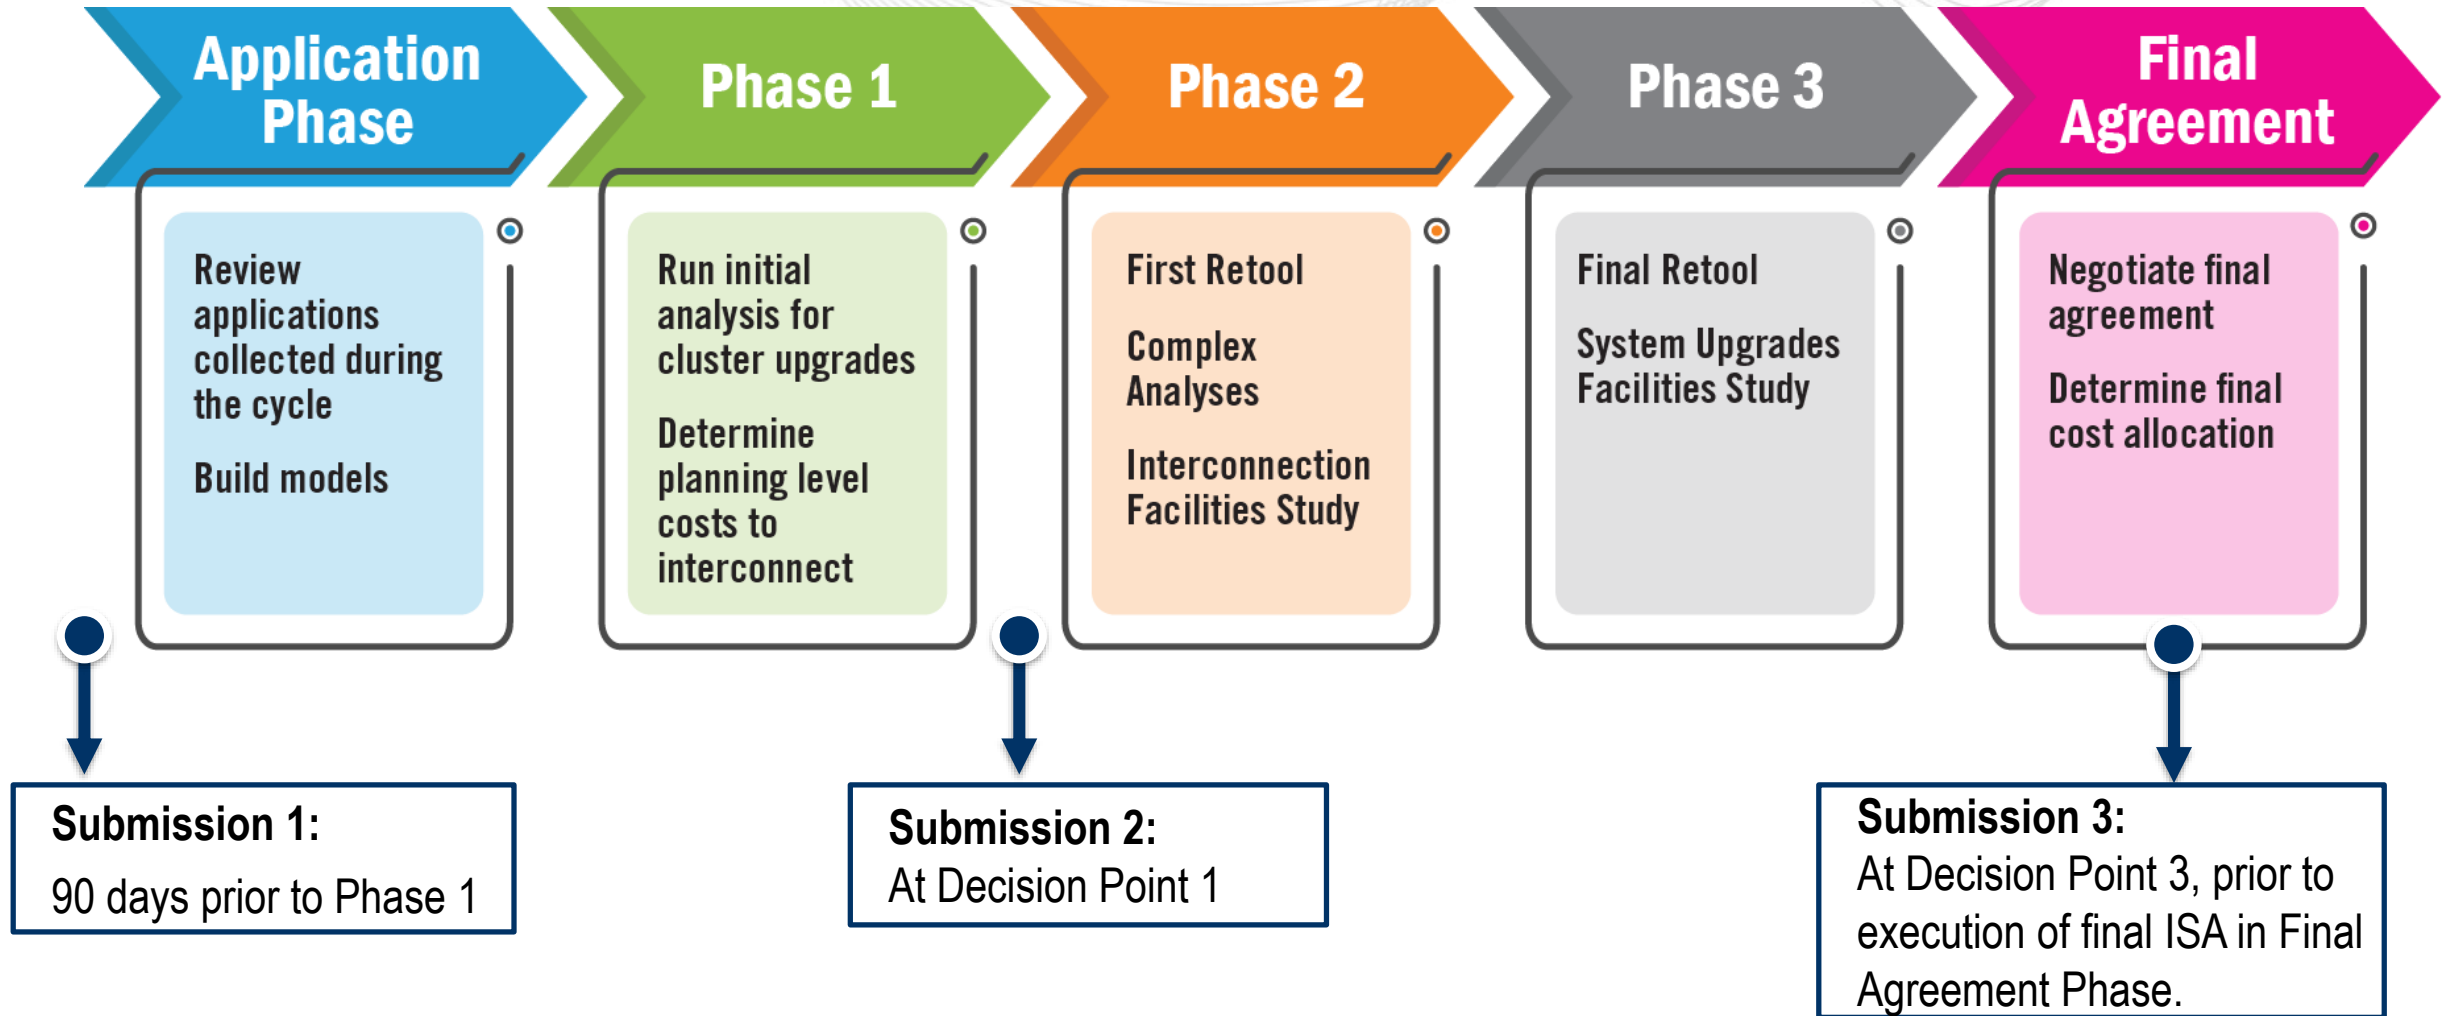 Application
Phase
Phase 1
Phase 2
Phase 3
Final
Agreement
Review
applications
collected during
the cycle
Build models
Run initial
analysis for
cluster upgrades
Determine
planning level
costs to
interconnect
First Retool
Complex
Analyses
Interconnection
Facilities Study
Final Retool
System Upgrades
Facilities Study
Negotiate final
agreement
Determine final
cost allocation
Submission 1:
90 days prior to Phase 1
Submission 2:
At Decision Point 1
Submission 3:
At Decision Point 3, prior to
execution of final ISA in Final
Agreement Phase.